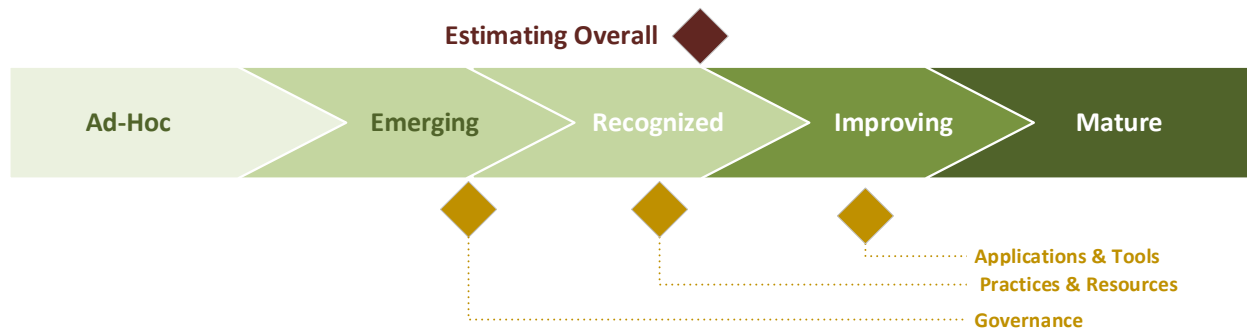 Estimating Overall
Ad-Hoc
Emerging
Recognized
Improving
Mature
Applications & Tools
Practices & Resources
Governance